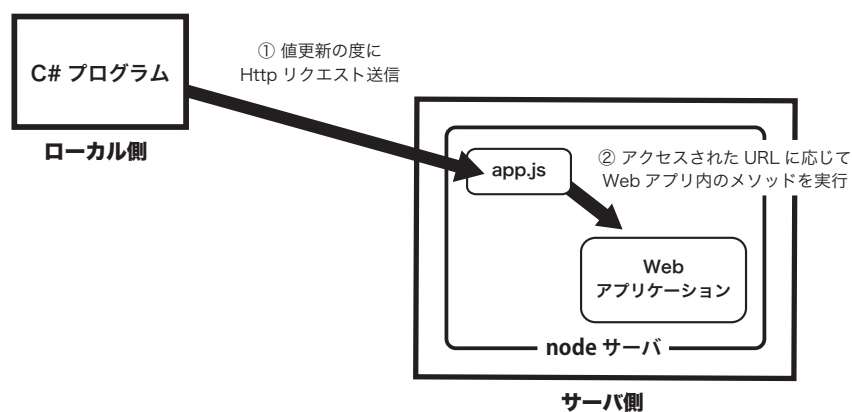 C# プログラム
ローカル側
① 値更新の度に
Http リクエスト送信
app.js
② アクセスされた URL に応じて
Web アプリ内のメソッドを実行
Web
アプリケーション
node サーバ
サーバ側